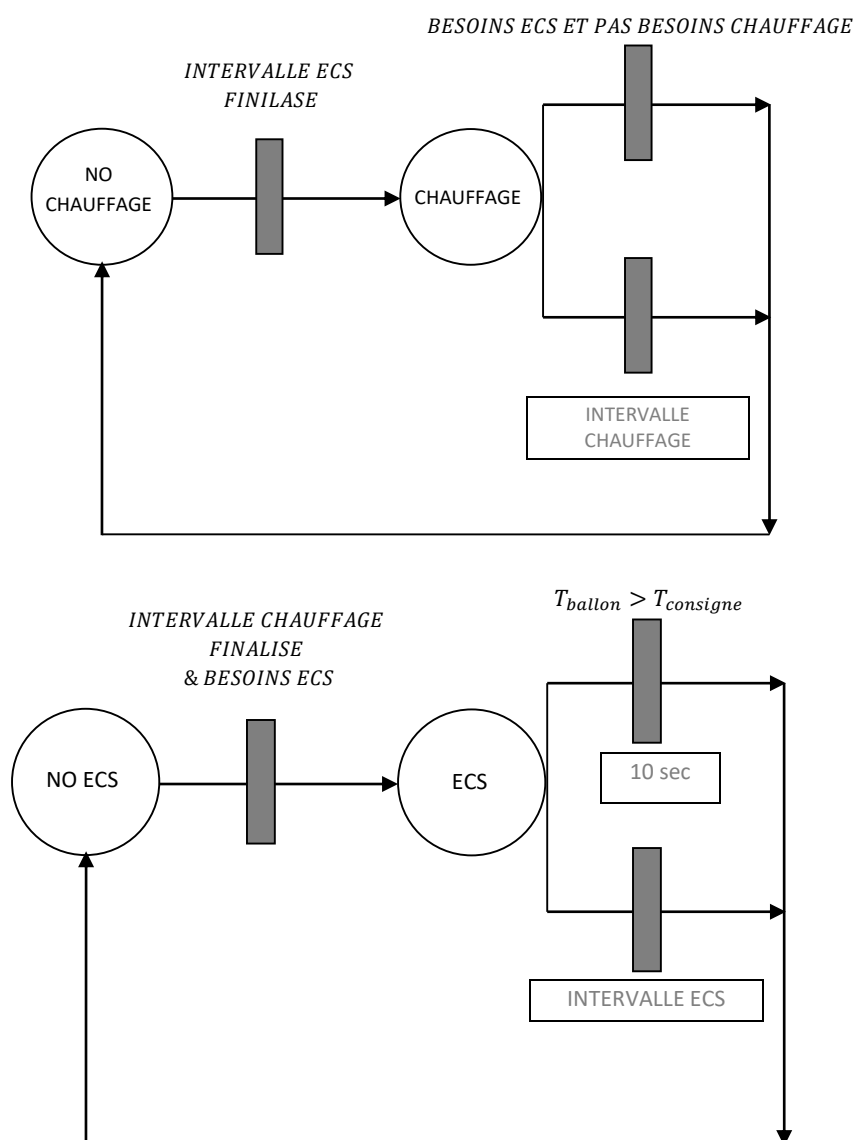 BESOINS ECS ET PAS BESOINS CHAUFFAGE
INTERVALLE ECS
FINILASE
NO
CHAUFFAGE
CHAUFFAGE
INTERVALLE
CHAUFFAGE
T_ballon > T_consigne
INTERVALLE CHAUFFAGE
FINALISE
& BESOINS ECS
NO ECS
ECS
10 sec
INTERVALLE ECS